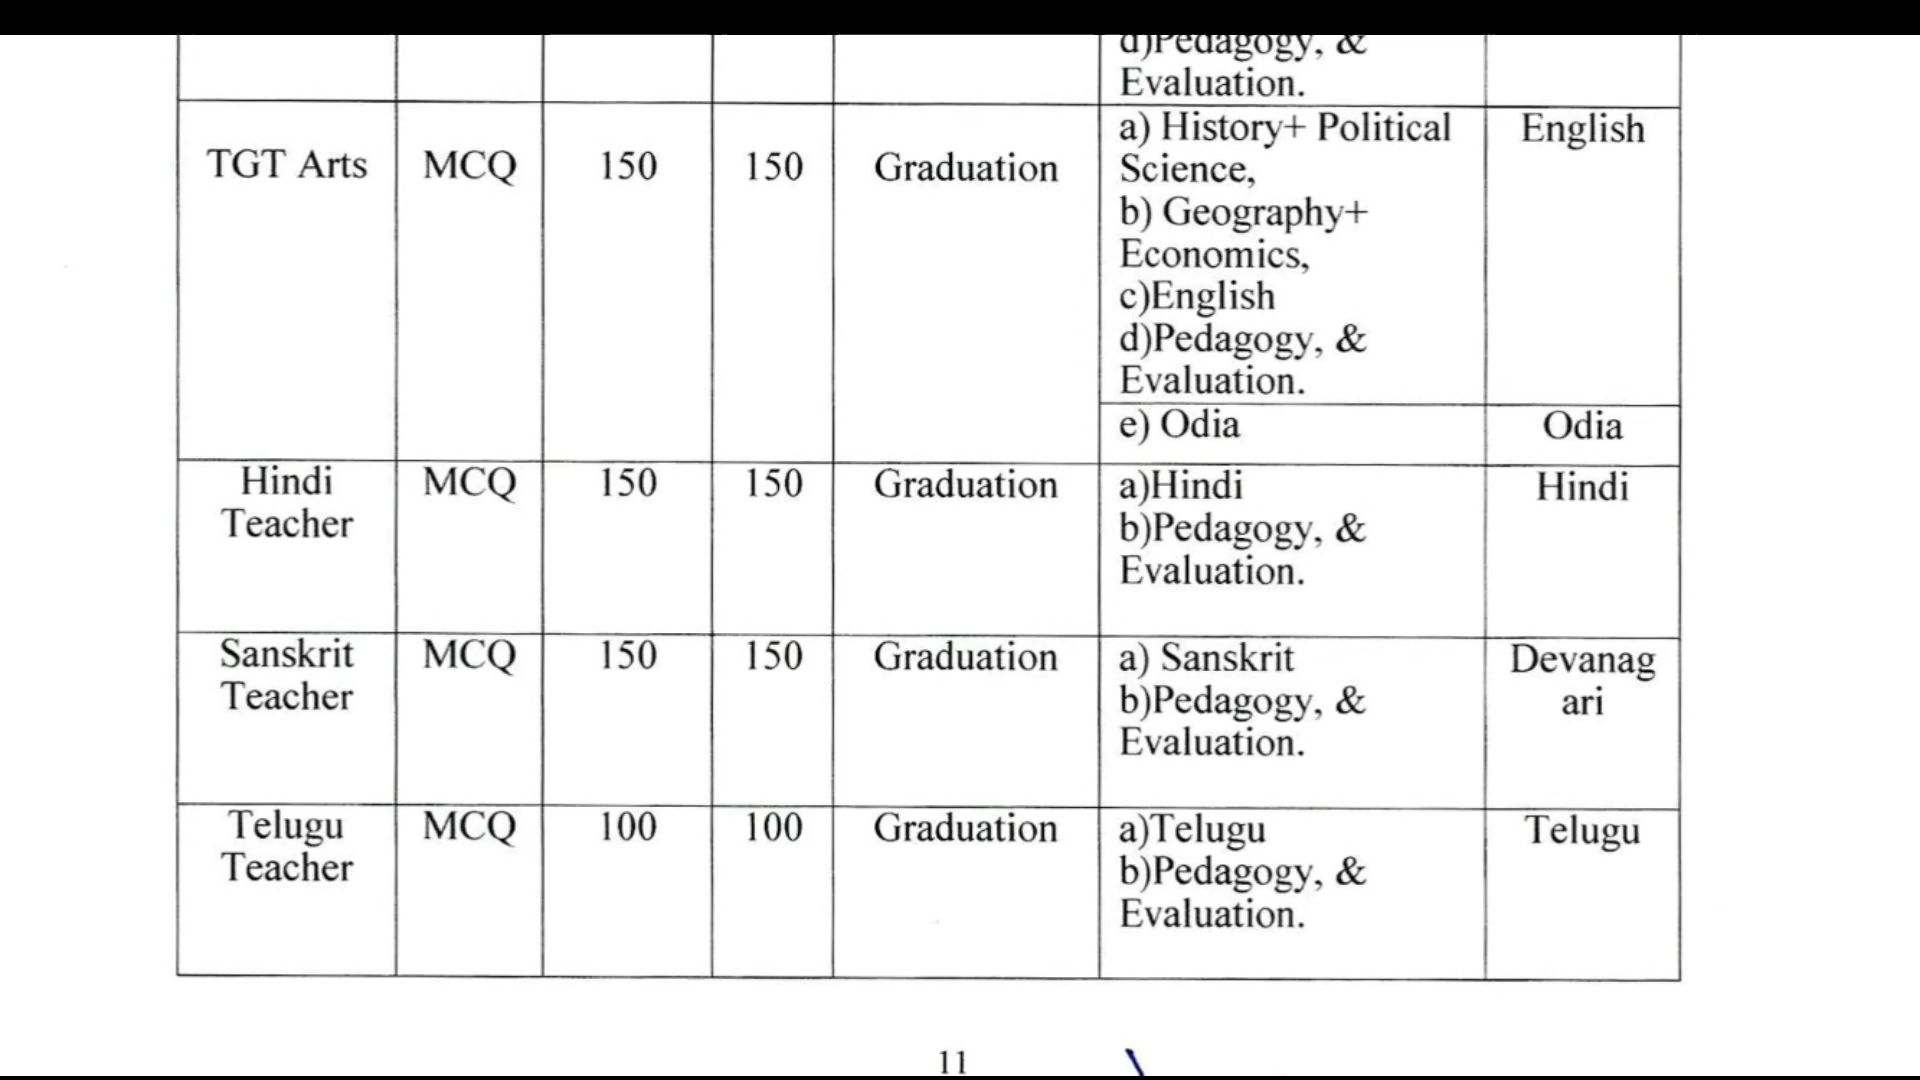 d)Pedagogy, &
Evaluation.
TGT Arts MCQ 150 150 Graduation a) History+ Political English
Science,
b) Geography+
Economics,
c)English
d)Pedagogy, &
Evaluation.
e) Odia Odia
Hindi MCQ 150 150 Graduation a)Hindi Hindi
Teacher b)Pedagogy, &
Evaluation.
Sanskrit MCQ 150 150 Graduation a) Sanskrit Devanag
Teacher b)Pedagogy, & ari
Evaluation.
Telugu MCQ 100 100 Graduation a)Telugu Telugu
Teacher b)Pedagogy, &
Evaluation.
11